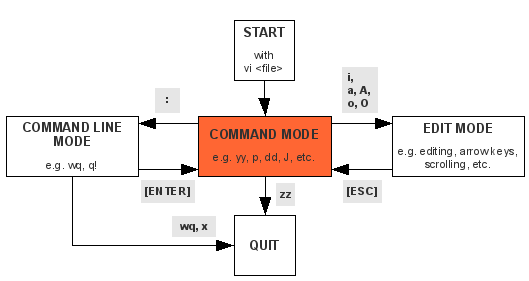 START
with
vi <file>
:
i,
a, A,
o, O
COMMAND LINE
MODE
e.g. wq, q!
COMMAND MODE
e.g. yy, p, dd, J, etc.
EDIT MODE
e.g. editing, arrow keys,
scrolling, etc.
[ENTER]
[ESC]
zz
wq, x
QUIT